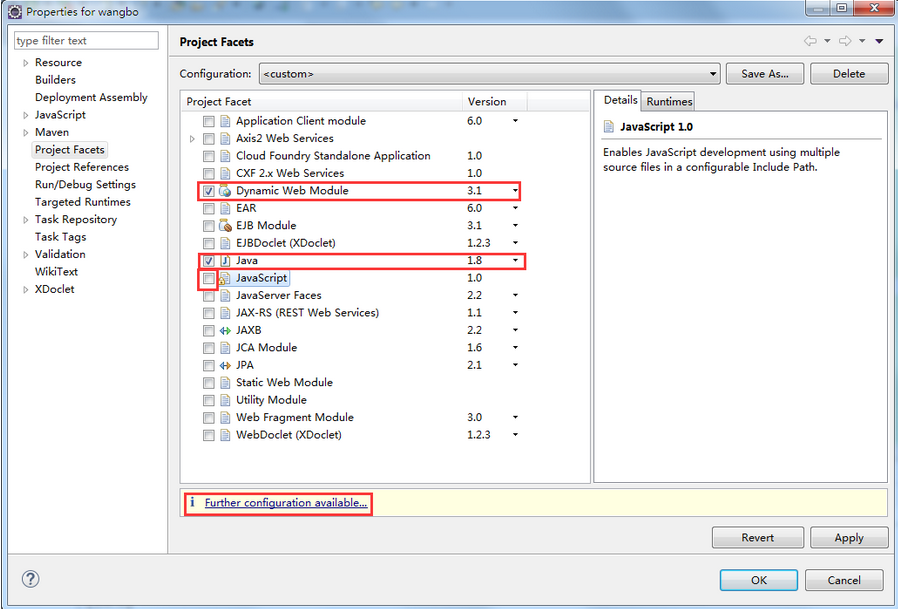 Properties for wangbo
type filter text
Resource
Builders
Deployment Assembly
JavaScript
Maven
Project Facets
Project References
Run/Debug Settings
Targeted Runtimes
Task Repository
Task Tags
Validation
WikiText
XDoclet
Project Facets
Configuration: <custom> Save As... Delete
Project Facet Version
Application Client module 6.0
Axis2 Web Services
Cloud Foundry Standalone Application 1.0
CXF 2.x Web Services 1.0
Dynamic Web Module 3.1
EAR 6.0
EJB Module 3.1
EJBDoclet (XDoclet) 1.2.3
Java 1.8
JavaScript 1.0
JavaServer Faces 2.2
JAX-RS (REST Web Services) 1.1
JAXB 2.2
JCA Module 1.6
JPA 2.1
Static Web Module
Utility Module
Web Fragment Module 3.0
WebDoclet (XDoclet) 1.2.3
Details Runtimes
JavaScript 1.0
Enables JavaScript development using multiple
source files in a configurable Include Path.
Further configuration available...
Revert Apply
OK Cancel